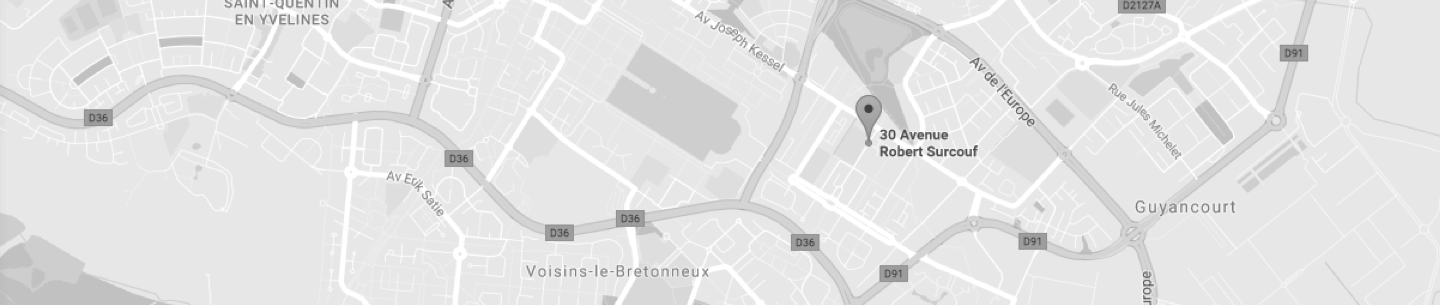 SAINT-QUENTIN
EN YVELINES
D2127A
Av Joseph Kessel
D91
Av de l'Europe
Rue Jules Michelet
D36
30 Avenue
Robert Surcouf
D36
Av Erik Satie
Guyancourt
D36
D36
D36
D91
Voisins-le-Bretonneux
D91